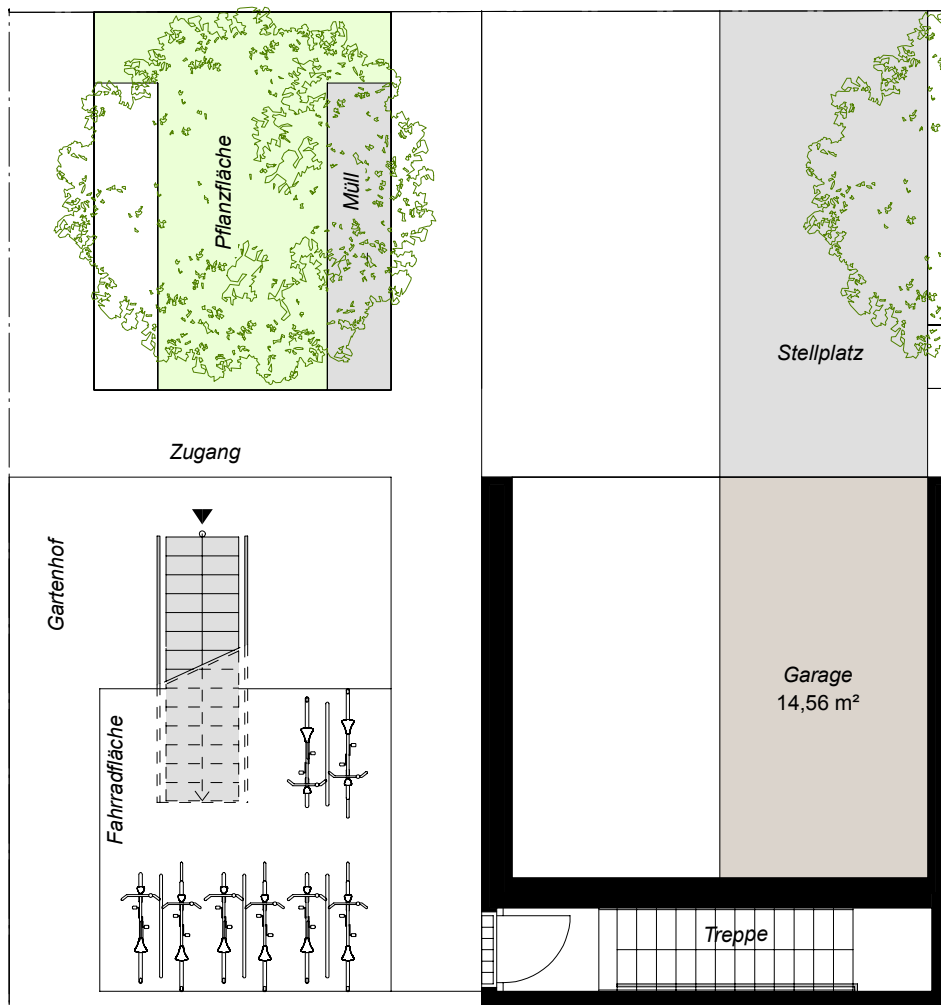 Pflanzfläche
Müll
Stellplatz
Zugang
Gartenhof
Garage
14,56 m²
Fahrradfläche
Treppe